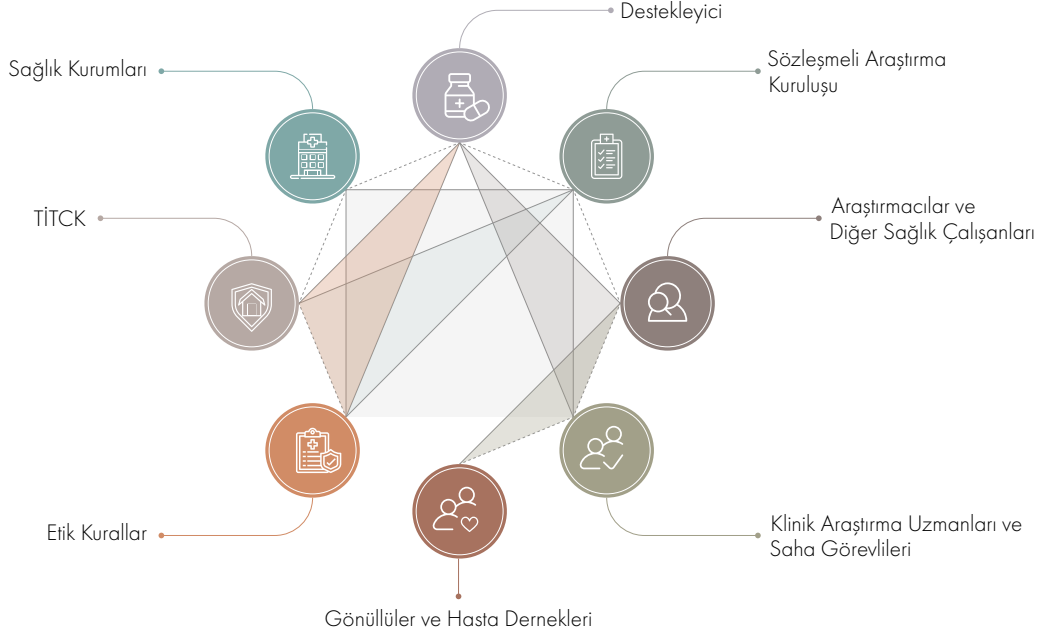 Destekleyici
Sağlık Kurumları
Sözleşmeli Araştırma
Kuruluşu
TİTCK
Araştırmacılar ve
Diğer Sağlık Çalışanları
Etik Kurallar
Klinik Araştırma Uzmanları ve
Saha Görevlileri
Gönüllüler ve Hasta Dernekleri